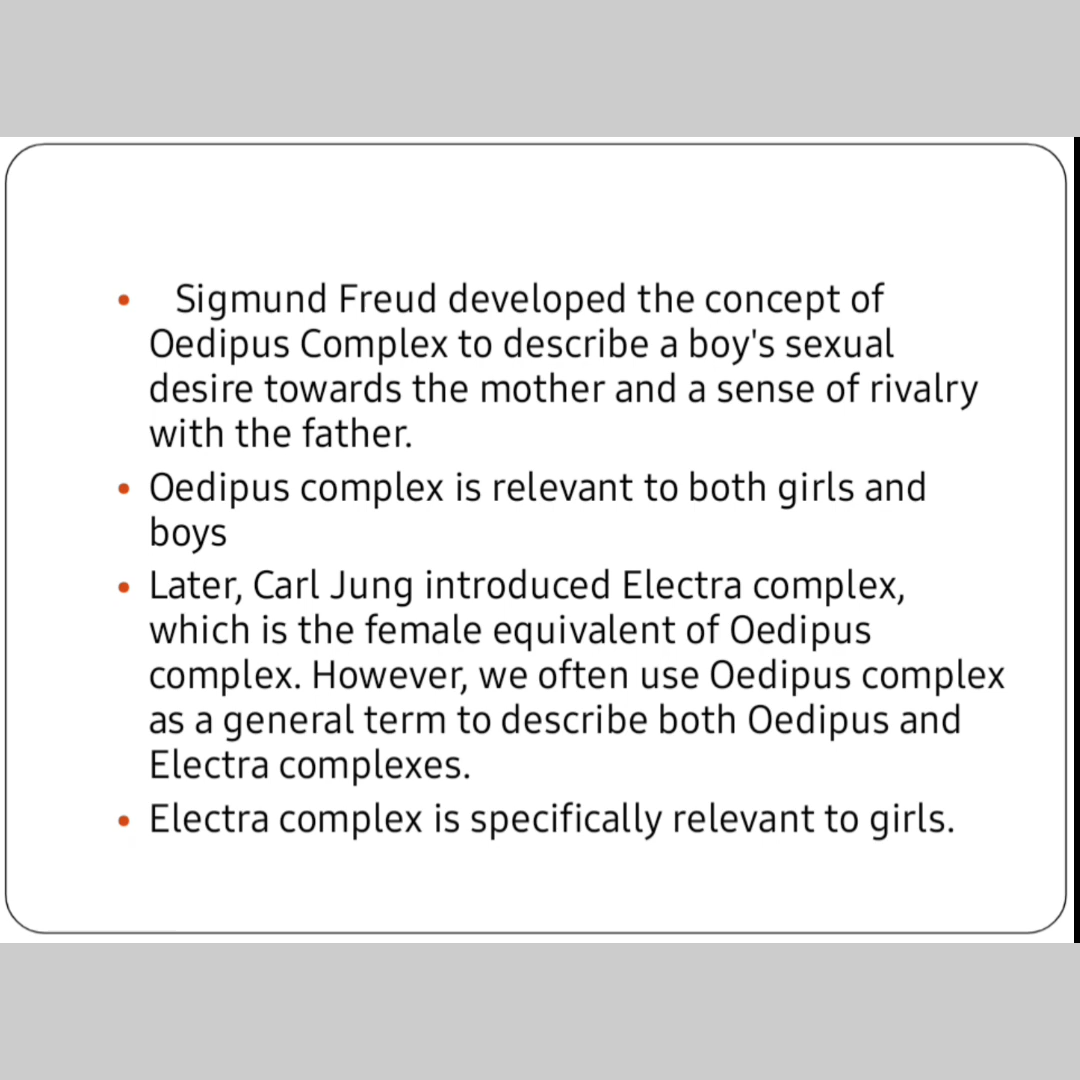 • Sigmund Freud developed the concept of
Oedipus Complex to describe a boy's sexual
desire towards the mother and a sense of rivalry
with the father.
• Oedipus complex is relevant to both girls and
boys
• Later, Carl Jung introduced Electra complex,
which is the female equivalent of Oedipus
complex. However, we often use Oedipus complex
as a general term to describe both Oedipus and
Electra complexes.
• Electra complex is specifically relevant to girls.